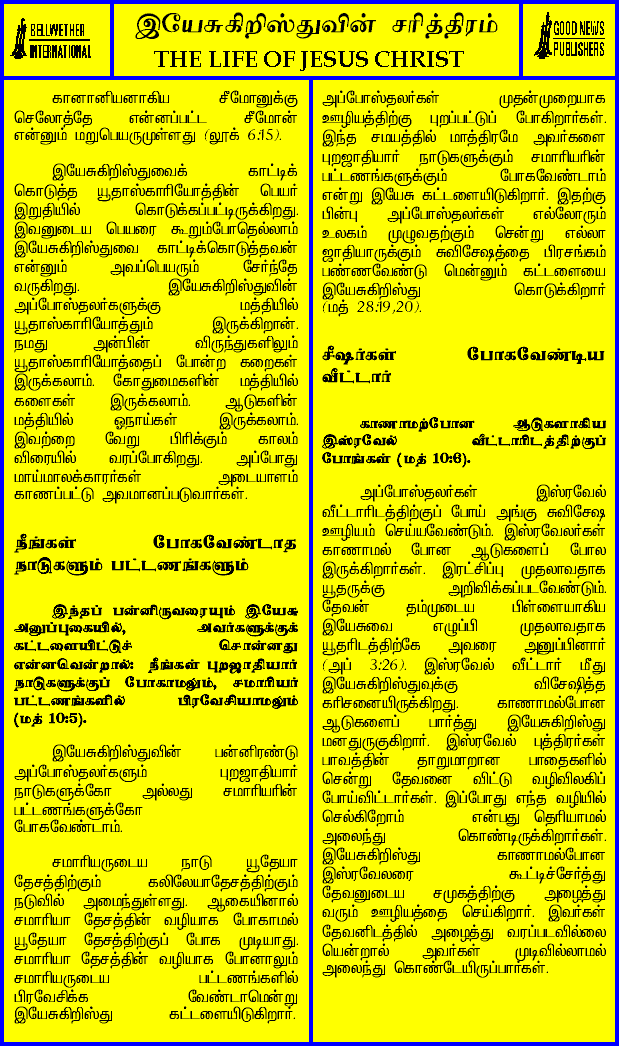 BELLWETHER
INTERNATIONAL
இயேசுகிறிஸ்துவின் சரித்திரம்
THE LIFE OF JESUS CHRIST
GOOD NEWS
PUBLISHERS
கானானியனாகிய சீமோனுக்கு
செலோத்தே என்னப்பட்ட சீமோன்
என்னும் மறுபெயருமுள்ளது (லூக் 6:15).
இயேசுகிறிஸ்துவைக் காட்டிக்
கொடுத்த யூதாஸ்காரியோத்தின் பெயர்
இறுதியில் கொடுக்கப்பட்டிருக்கிறது.
இவனுடைய பெயரை கூறும்போதெல்லாம்
இயேசுகிறிஸ்துவை காட்டிக்கொடுத்தவன்
என்னும் அவப்பெயரும் சேர்ந்தே
வருகிறது. இயேசுகிறிஸ்துவின்
அப்போஸ்தலர்களுக்கு மத்தியில்
யூதாஸ்காரியோத்தும் இருக்கிறான்.
நமது அன்பின் விருந்துகளிலும்
யூதாஸ்காரியோத்தைப் போன்ற கறைகள்
இருக்கலாம். கோதுமைகளின் மத்தியில்
களைகள் இருக்கலாம். ஆடுகளின்
மத்தியில் ஓநாய்கள் இருக்கலாம்.
இவற்றை வேறு பிரிக்கும் காலம்
விரையில் வரப்போகிறது. அப்போது
மாய்மாலக்காரர்கள் அடையாளம்
காணப்பட்டு அவமானப்படுவார்கள்.
நீங்கள் போகவேண்டாத
நாடுகளும் பட்டணங்களும்
இந்தப் பன்னிருவரையும் இயேசு
அனுப்புகையில், அவர்களுக்குக்
கட்டளையிட்டுச் சொன்னது
என்னவென்றால்: நீங்கள் புறஜாதியார்
நாடுகளுக்குப் போகாமலும், சமாரியர்
பட்டணங்களில் பிரவேசியாமலும்
(மத் 10:5).
இயேசுகிறிஸ்துவின் பன்னிரண்டு
அப்போஸ்தலர்களும் புறஜாதியார்
நாடுகளுக்கோ அல்லது சமாரியரின்
பட்டணங்களுக்கோ
போகவேண்டாம்.
சமாரியருடைய நாடு யூதேயா
தேசத்திற்கும் கலிலேயாதேசத்திற்கும்
நடுவில் அமைந்துள்ளது. ஆகையினால்
சமாரியா தேசத்தின் வழியாக போகாமல்
யூதேயா தேசத்திற்குப் போக முடியாது.
சமாரியா தேசத்தின் வழியாக போனாலும்
சமாரியருடைய பட்டணங்களில்
பிரவேசிக்க வேண்டாமென்று
இயேசுகிறிஸ்து கட்டளையிடுகிறார்.
அப்போஸ்தலர்கள் முதன்முறையாக
ஊழியத்திற்கு புறப்பட்டுப் போகிறார்கள்.
இந்த சமயத்தில் மாத்திரமே அவர்களை
புறஜாதியார் நாடுகளுக்கும் சமாரியரின்
பட்டணங்களுக்கும் போகவேண்டாம்
என்று இயேசு கட்டளையிடுகிறார். இதற்கு
பின்பு அப்போஸ்தலர்கள் எல்லோரும்
உலகம் முழுவதற்கும் சென்று எல்லா
ஜாதியாருக்கும் சுவிசேஷத்தை பிரசங்கம்
பண்ணவேண்டு மென்னும் கட்டளையை
இயேசுகிறிஸ்து கொடுக்கிறார்
(மத் 28:19,20).
சீஷர்கள் போகவேண்டிய
வீட்டார்
காணாமற்போன ஆடுகளாகிய
இஸ்ரவேல் வீட்டாரிடத்திற்குப்
போங்கள் (மத் 10:6).
அப்போஸ்தலர்கள் இஸ்ரவேல்
வீட்டாரிடத்திற்குப் போய் அங்கு சுவிசேஷ
ஊழியம் செய்யவேண்டும். இஸ்ரவேலர்கள்
காணாமல் போன ஆடுகளைப் போல
இருக்கிறார்கள். இரட்சிப்பு முதலாவதாக
யூதருக்கு அறிவிக்கப்படவேண்டும்.
தேவன் தம்முடைய பிள்ளையாகிய
இயேசுவை எழுப்பி முதலாவதாக
யூதரிடத்திற்கே அவரை அனுப்பினார்
(அப் 3:26). இஸ்ரவேல் வீட்டார் மீது
இயேசுகிறிஸ்துவுக்கு விசேஷித்த
கரிசனையிருக்கிறது. காணாமல்போன
ஆடுகளைப் பார்த்து இயேசுகிறிஸ்து
மனதுருகுகிறார். இஸ்ரவேல் புத்திரர்கள்
பாவத்தின் தாறுமாறான பாதைகளில்
சென்று தேவனை விட்டு வழிவிலகிப்
போய்விட்டார்கள். இப்போது எந்த வழியில்
செல்கிறோம் என்பது தெரியாமல்
அலைந்து கொண்டிருக்கிறார்கள்.
இயேசுகிறிஸ்து காணாமல்போன
இஸ்ரவேலரை கூட்டிச்சேர்த்து
தேவனுடைய சமுகத்திற்கு அழைத்து
வரும் ஊழியத்தை செய்கிறார். இவர்கள்
தேவனிடத்தில் அழைத்து வரப்படவில்லை
யென்றால் அவர்கள் முடிவில்லாமல்
அலைந்து கொண்டேயிருப்பார்கள்.